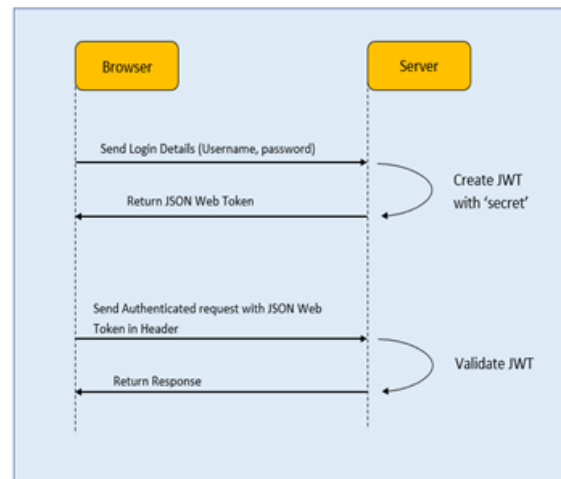 Browser
Server
Send Login Details (Username, password)
Create JWT
with ‘secret’
Return JSON Web Token
Send Authenticated request with JSON Web
Token in Header
Validate JWT
Return Response